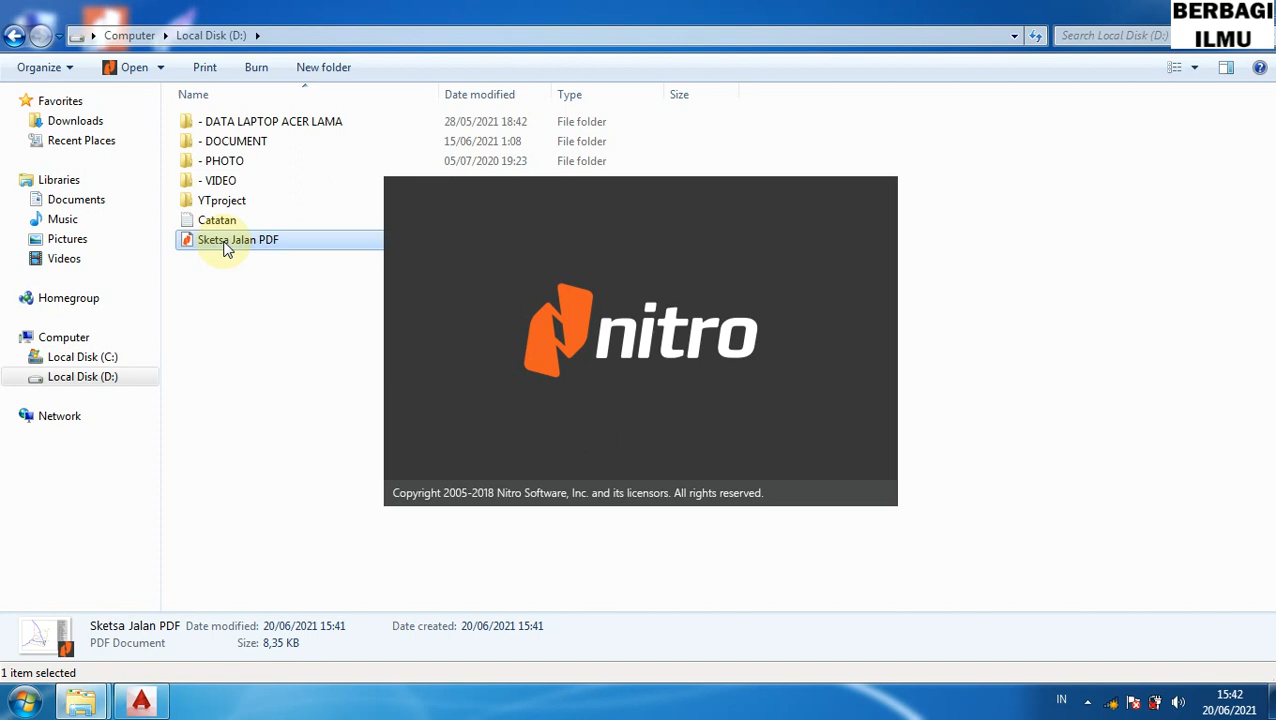 BERBAGI
ILMU
Computer Local Disk (D:) Search Local Disk (D:)
Organize Open Print Burn New folder
Name Date modified Type Size
Favorites
Downloads
Recent Places
Libraries
Documents
Music
Pictures
Videos
Homegroup
Computer
Local Disk (C:)
Local Disk (D:)
Network
- DATA LAPTOP ACER LAMA 28/05/2021 18:42 File folder
- DOCUMENT 15/06/2021 1:08 File folder
- PHOTO 05/07/2020 19:23 File folder
- VIDEO
YTproject
Catatan
Sketsa Jalan PDF
nitro
Copyright 2005-2018 Nitro Software, Inc. and its licensors. All rights reserved.
Sketsa Jalan PDF Date modified: 20/06/2021 15:41 Date created: 20/06/2021 15:41
PDF Document Size: 8,35 KB
1 item selected
IN 15:42
20/06/2021